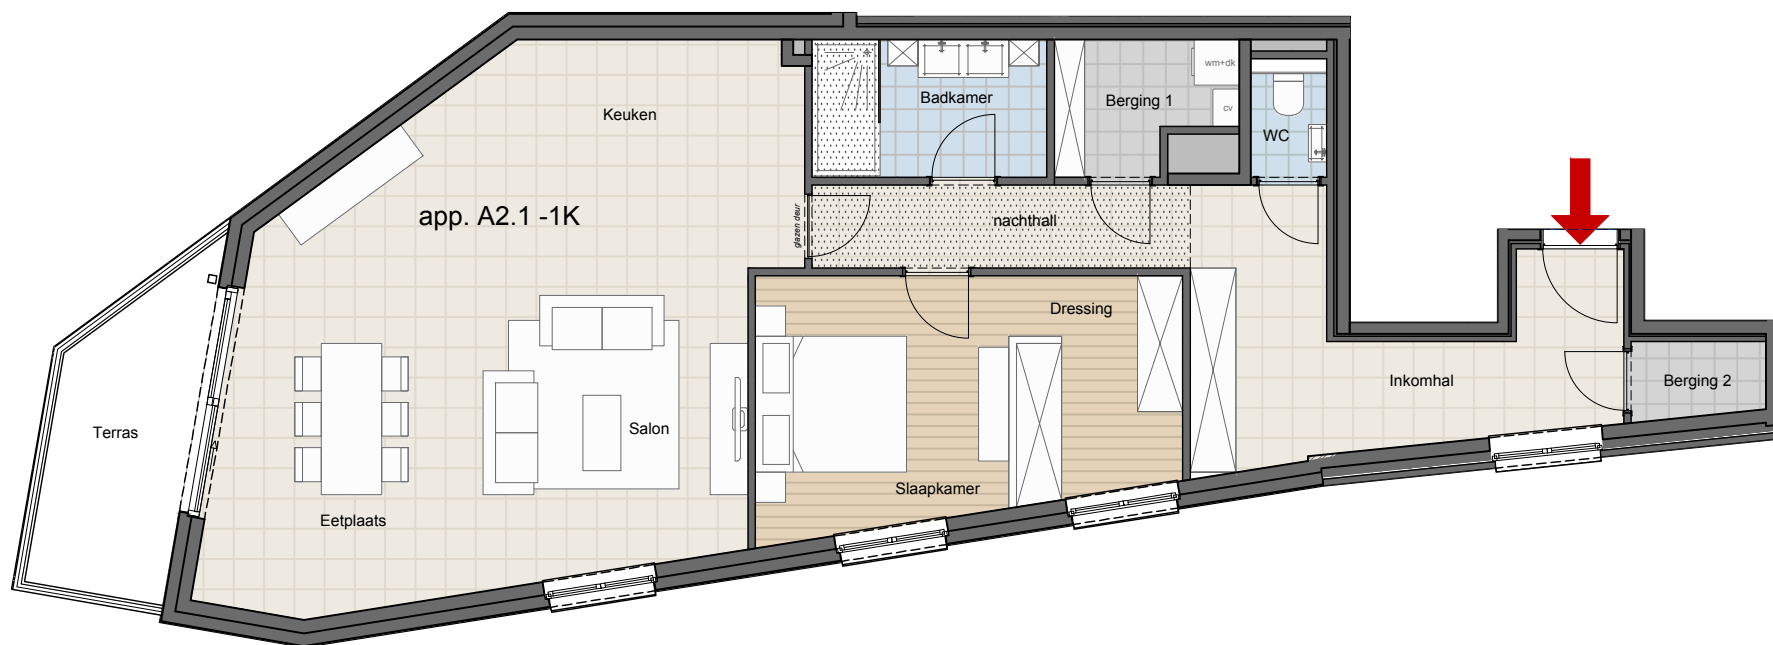 Keuken
Badkamer
Berging 1
wm+dk
cv
WC
app. A2.1 -1K
glazen deur
nachthall
Dressing
Inkomhal
Berging 2
Terras
Salon
Slaapkamer
Eetplaats